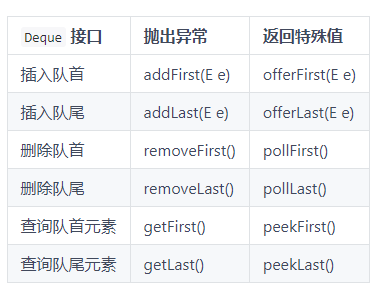 Deque 接口 抛出异常 返回特殊值
插入队首 addFirst(E e) offerFirst(E e)
插入队尾 addLast(E e) offerLast(E e)
删除队首 removeFirst() pollFirst()
删除队尾 removeLast() pollLast()
查询队首元素 getFirst() peekFirst()
查询队尾元素 getLast() peekLast()